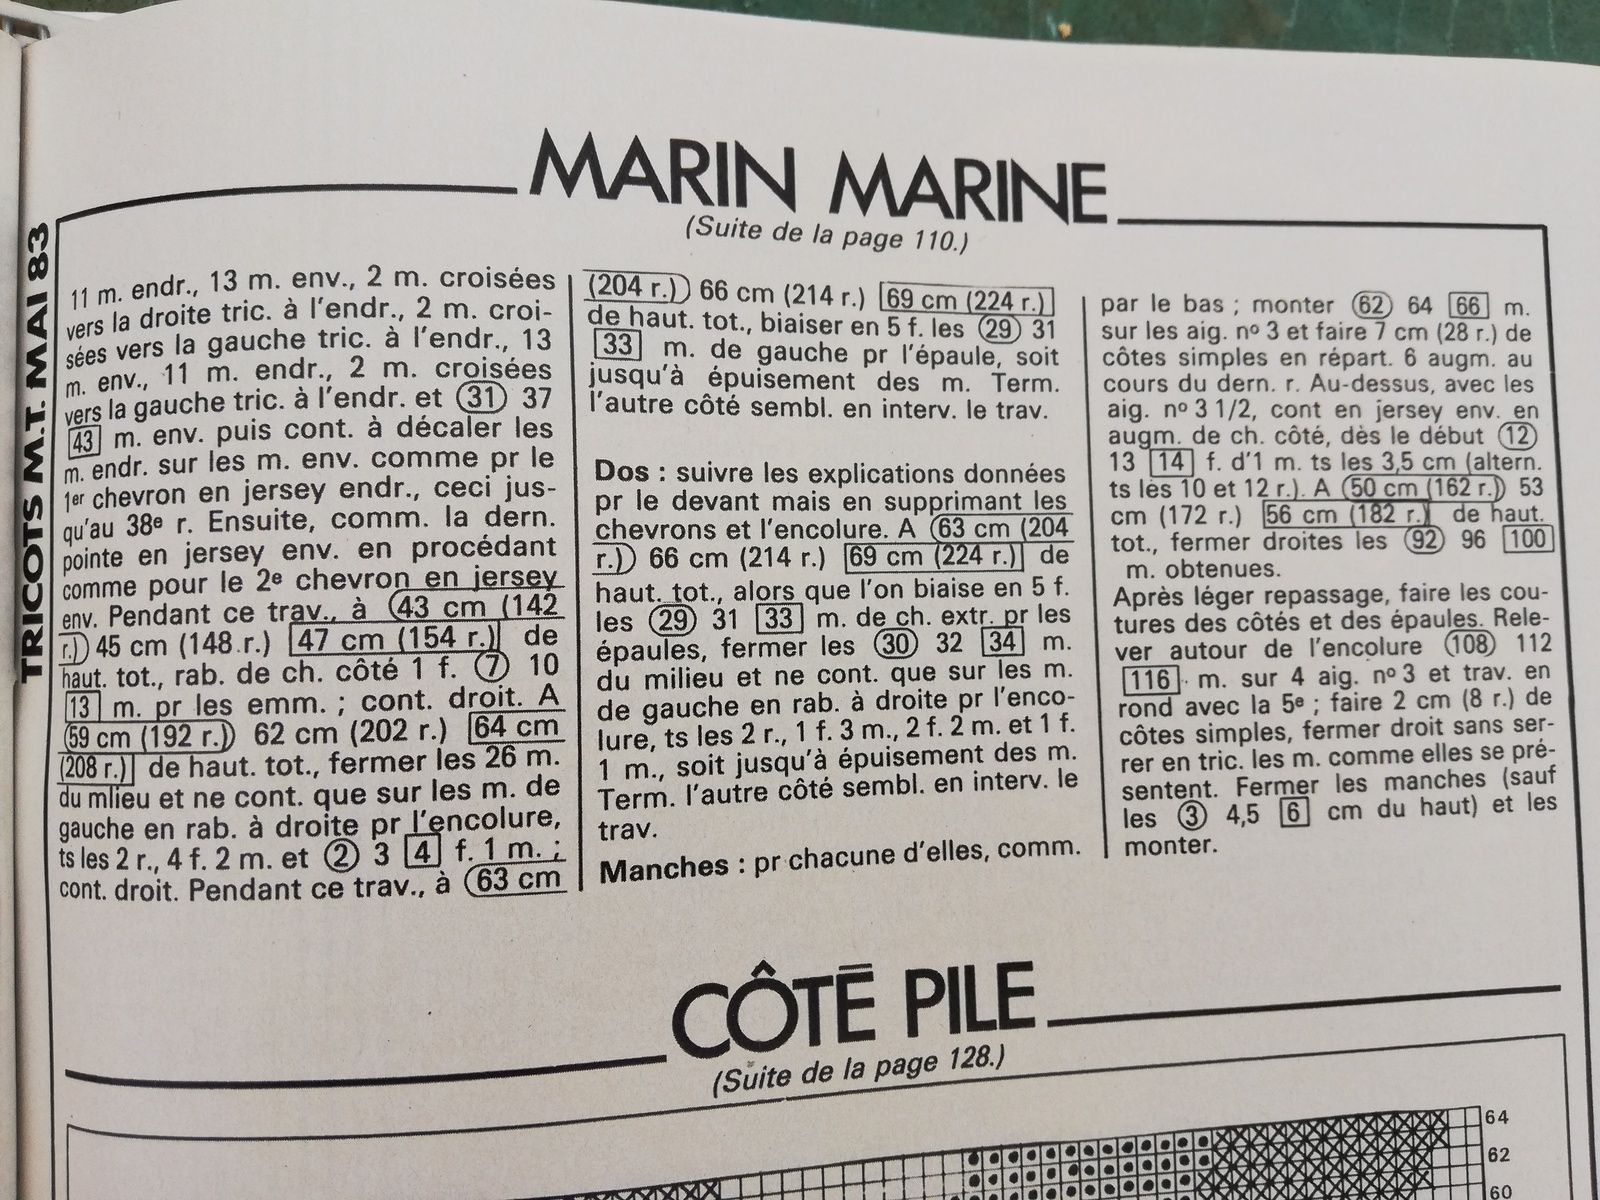 TRICOTS M.T. MAI 83
MARIN MARINE
(Suite de la page 110.)
11 m. endr., 13 m. env., 2 m. croisées
vers la droite tric. à l'endr., 2 m. croi-
sées vers la gauche tric. à l'endr., 13
m. env., 11 m. endr., 2 m. croisées
vers la gauche tric. à l'endr. et 31 37
43 m. env. puis cont. à décaler les
m. endr. sur les m. env. comme pr le
1er chevron en jersey endr., ceci jus-
qu'au 38e r. Ensuite, comm. la dern.
pointe en jersey env. en procédant
comme pour le 2e chevron en jersey
env. Pendant ce trav., à 43 cm (142
r.) 45 cm (148 r.) 47 cm (154 r.) de
haut. tot., rab. de ch. côté 1 f. 7 10
13 m. pr les emm. ; cont. droit. A
59 cm (192 r.) 62 cm (202 r.) 64 cm
(208 r.) de haut. tot., fermer les 26 m.
du mlieu et ne cont. que sur les m. de
gauche en rab. à droite pr l'encolure,
ts les 2 r., 4 f. 2 m. et 2 3 4 f. 1 m. ;
cont. droit. Pendant ce trav., à 63 cm
(204 r.) 66 cm (214 r.) 69 cm (224 r.)
de haut. tot., biaiser en 5 f. les 29 31
33 m. de gauche pr l'épaule, soit
jusqu'à épuisement des m. Term.
l'autre côté sembl. en interv. le trav.
Dos : suivre les explications données
pr le devant mais en supprimant les
chevrons et l'encolure. A 63 cm (204
r.) 66 cm (214 r.) 69 cm (224 r.) de
haut. tot., alors que l'on biaise en 5 f.
les 29 31 33 m. de ch. extr. pr les
épaules, fermer les 30 32 34 m.
du milieu et ne cont. que sur les m.
de gauche en rab. à droite pr l'enco-
lure, ts les 2 r., 1 f. 3 m., 2 f. 2 m. et 1 f.
1 m., soit jusqu'à épuisement des m.
Term. l'autre côté sembl. en interv. le
trav.
Manches : pr chacune d'elles, comm.
par le bas ; monter 62 64 66 m.
sur les aig. nº 3 et faire 7 cm (28 r.) de
côtes simples en répart. 6 augm. au
cours du dern. r. Au-dessus, avec les
aig. nº 3 1/2, cont en jersey env. en
augm. de ch. côté, dès le début 12
13 14 f. d'1 m. ts les 3,5 cm (altern.
ts les 10 et 12 r.). A 50 cm (162 r.) 53
cm (172 r.) 56 cm (182 r.) de haut.
tot., fermer droites les 92 96 100
m. obtenues.
Après léger repassage, faire les cou-
tures des côtés et des épaules. Rele-
ver autour de l'encolure 108 112
116 m. sur 4 aig. nº 3 et trav. en
rond avec la 5e ; faire 2 cm (8 r.) de
côtes simples, fermer droit sans ser-
rer en tric. les m. comme elles se pré-
sentent. Fermer les manches (sauf
les 3 4,5 6 cm du haut) et les
monter.
CÔTÉ PILE
(Suite de la page 128.)
64
62
60